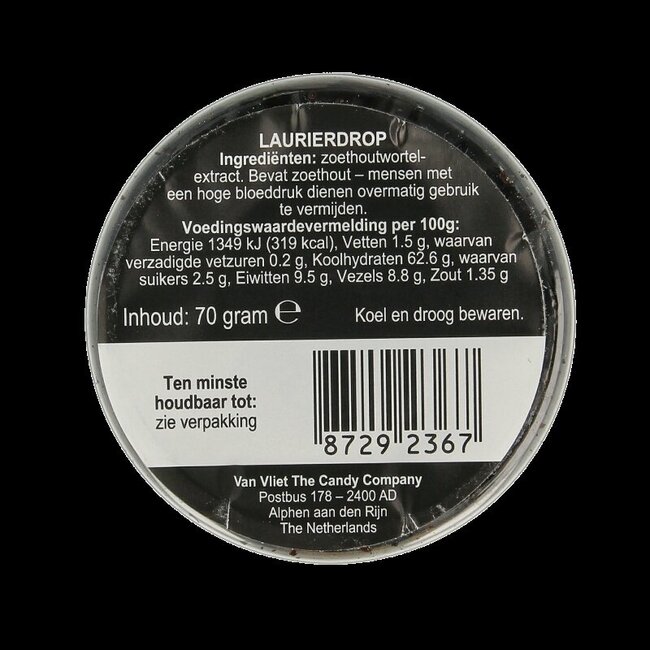 LAURIERDROP
Ingrediënten: zoethoutwortel-
extract. Bevat zoethout – mensen met
een hoge bloeddruk dienen overmatig gebruik
te vermijden.
Voedingswaardevermelding per 100g:
Energie 1349 kJ (319 kcal), Vetten 1.5 g, waarvan
verzadigde vetzuren 0.2 g, Koolhydraten 62.6 g, waarvan
suikers 2.5 g, Eiwitten 9.5 g, Vezels 8.8 g, Zout 1.35 g
Inhoud: 70 gram ℮ Koel en droog bewaren.
Ten minste
houdbaar tot:
zie verpakking
8729 2367
Van Vliet The Candy Company
Postbus 178 – 2400 AD
Alphen aan den Rijn
The Netherlands